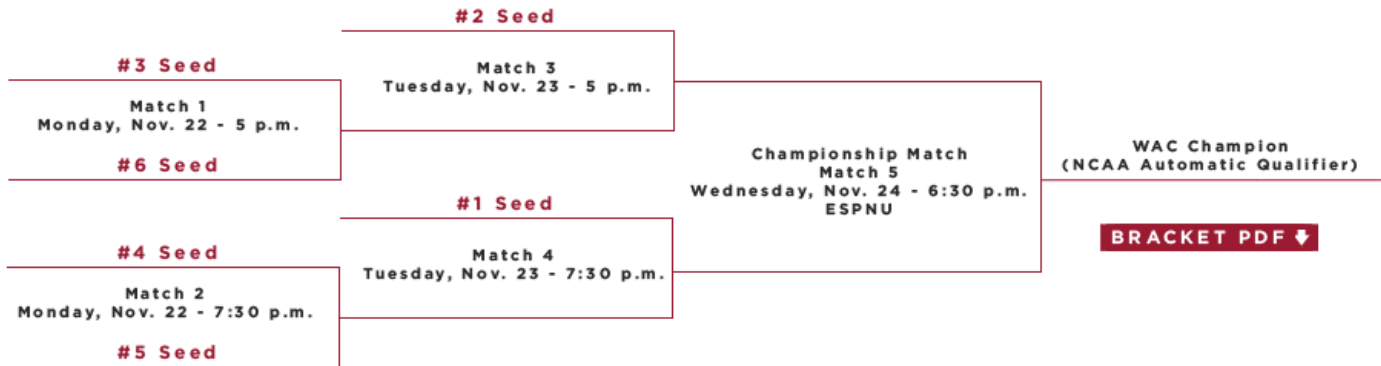 #2 Seed
#3 Seed
Match 3
Tuesday, Nov. 23 - 5 p.m.
Match 1
Monday, Nov. 22 - 5 p.m.
#6 Seed
Championship Match
Match 5
Wednesday, Nov. 24 - 6:30 p.m.
ESPNU
WAC Champion
(NCAA Automatic Qualifier)
#1 Seed
BRACKET PDF
#4 Seed
Match 4
Tuesday, Nov. 23 - 7:30 p.m.
Match 2
Monday, Nov. 22 - 7:30 p.m.
#5 Seed